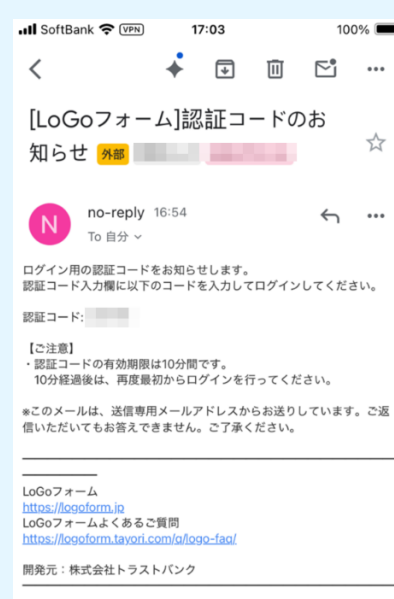 SoftBank VPN 17:03 100%
[LoGoフォーム]認証コードのお
知らせ 外部
N no-reply 16:54
To 自分
ログイン用の認証コードをお知らせします。
認証コード入力欄に以下のコードを入力してログインしてください。
認証コード:
【ご注意】
・認証コードの有効期限は10分間です。
10分経過後は、再度最初からログインを行ってください。
※このメールは、送信専用メールアドレスからお送りしています。ご返
信いただいてもお答えできません。ご了承ください。
LoGoフォーム
https://logoform.jp
LoGoフォームよくあるご質問
https://logoform.tayori.com/q/logo-faq/
開発元：株式会社トラストバンク